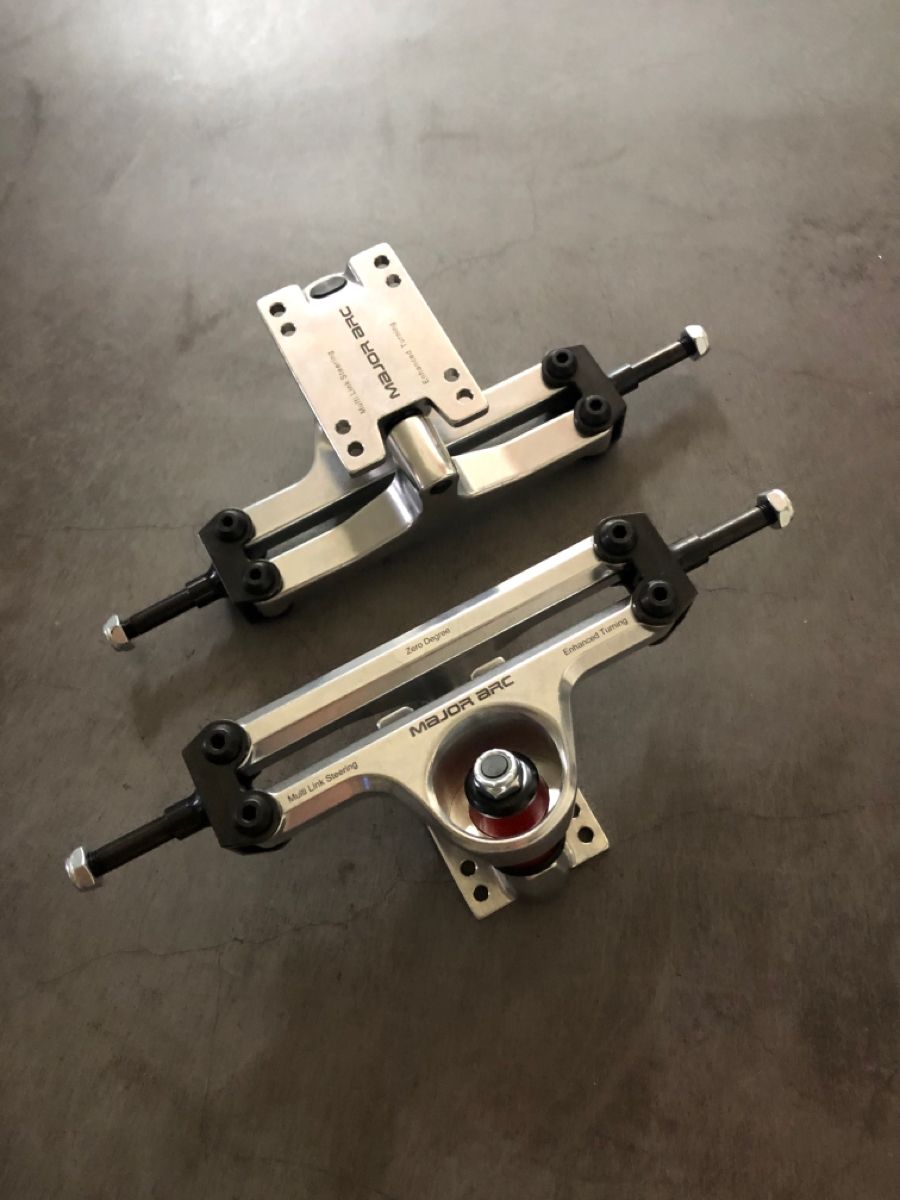 MAJOR ARC
Multi Link Steering
Enhanced Turning
Zero Degree
Enhanced Turning
MAJOR ARC
Multi Link Steering